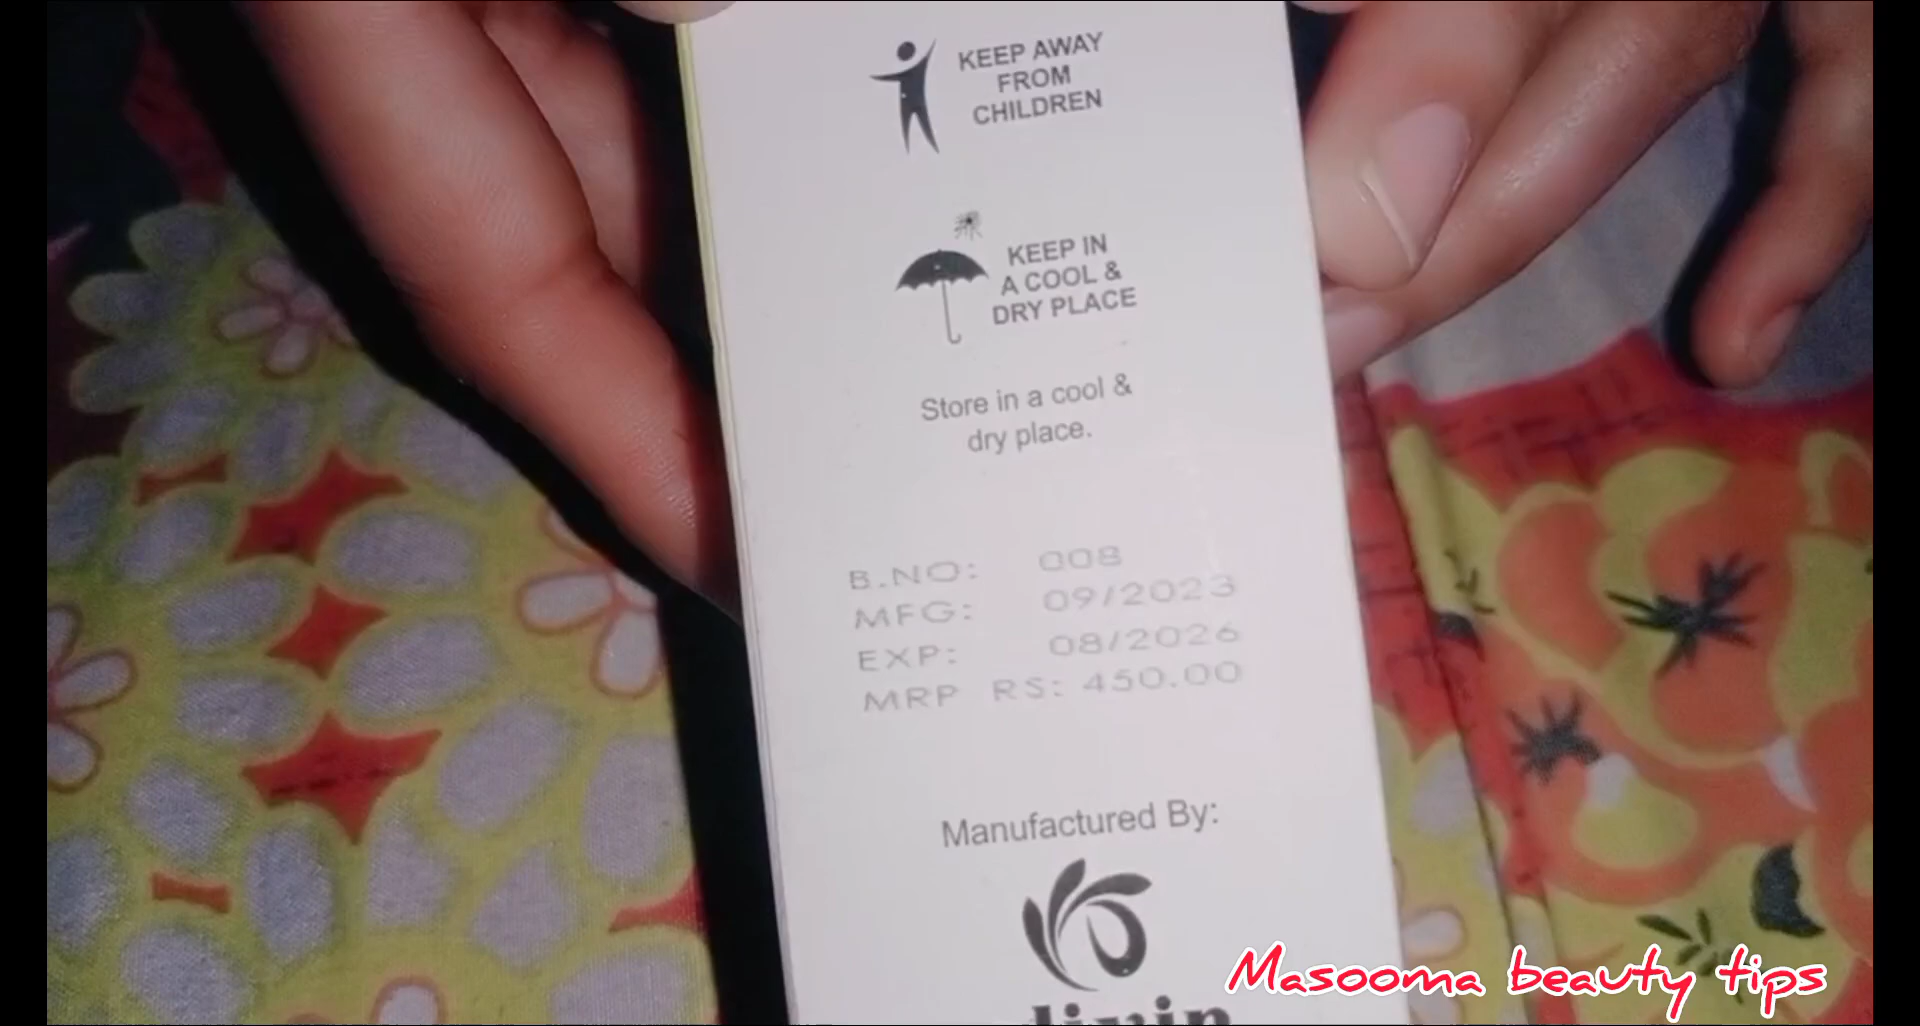 KEEP AWAY
FROM
CHILDREN
KEEP IN
A COOL &
DRY PLACE
Store in a cool &
dry place.
B.NO: 008
MFG: 09/2023
EXP: 08/2026
MRP RS: 450.00
Manufactured By:
Masooma beauty tips